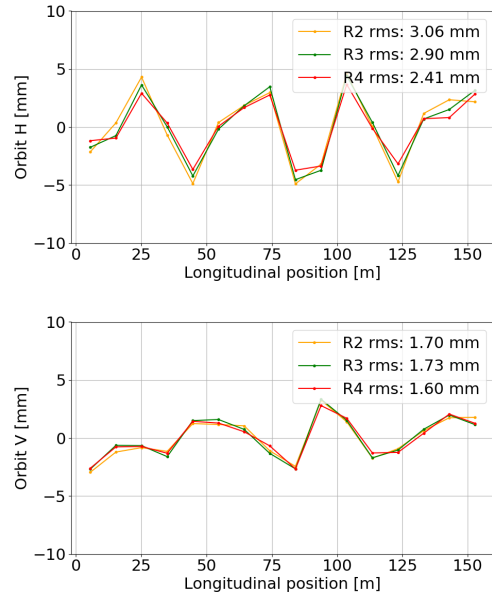 10
5
0
−5
−10
Orbit H [mm]
R2 rms: 3.06 mm
R3 rms: 2.90 mm
R4 rms: 2.41 mm
0 25 50 75 100 125 150
Longitudinal position [m]
10
5
0
−5
−10
Orbit V [mm]
R2 rms: 1.70 mm
R3 rms: 1.73 mm
R4 rms: 1.60 mm
0 25 50 75 100 125 150
Longitudinal position [m]